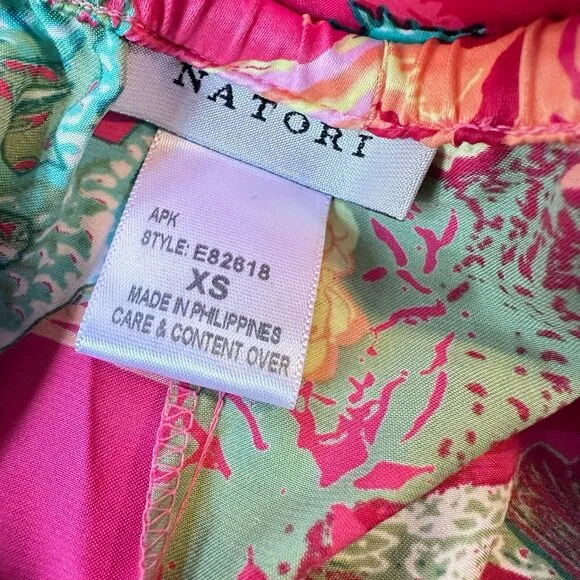 NATORI
APK
STYLE: E82618
XS
MADE IN PHILIPPINES
CARE & CONTENT OVER